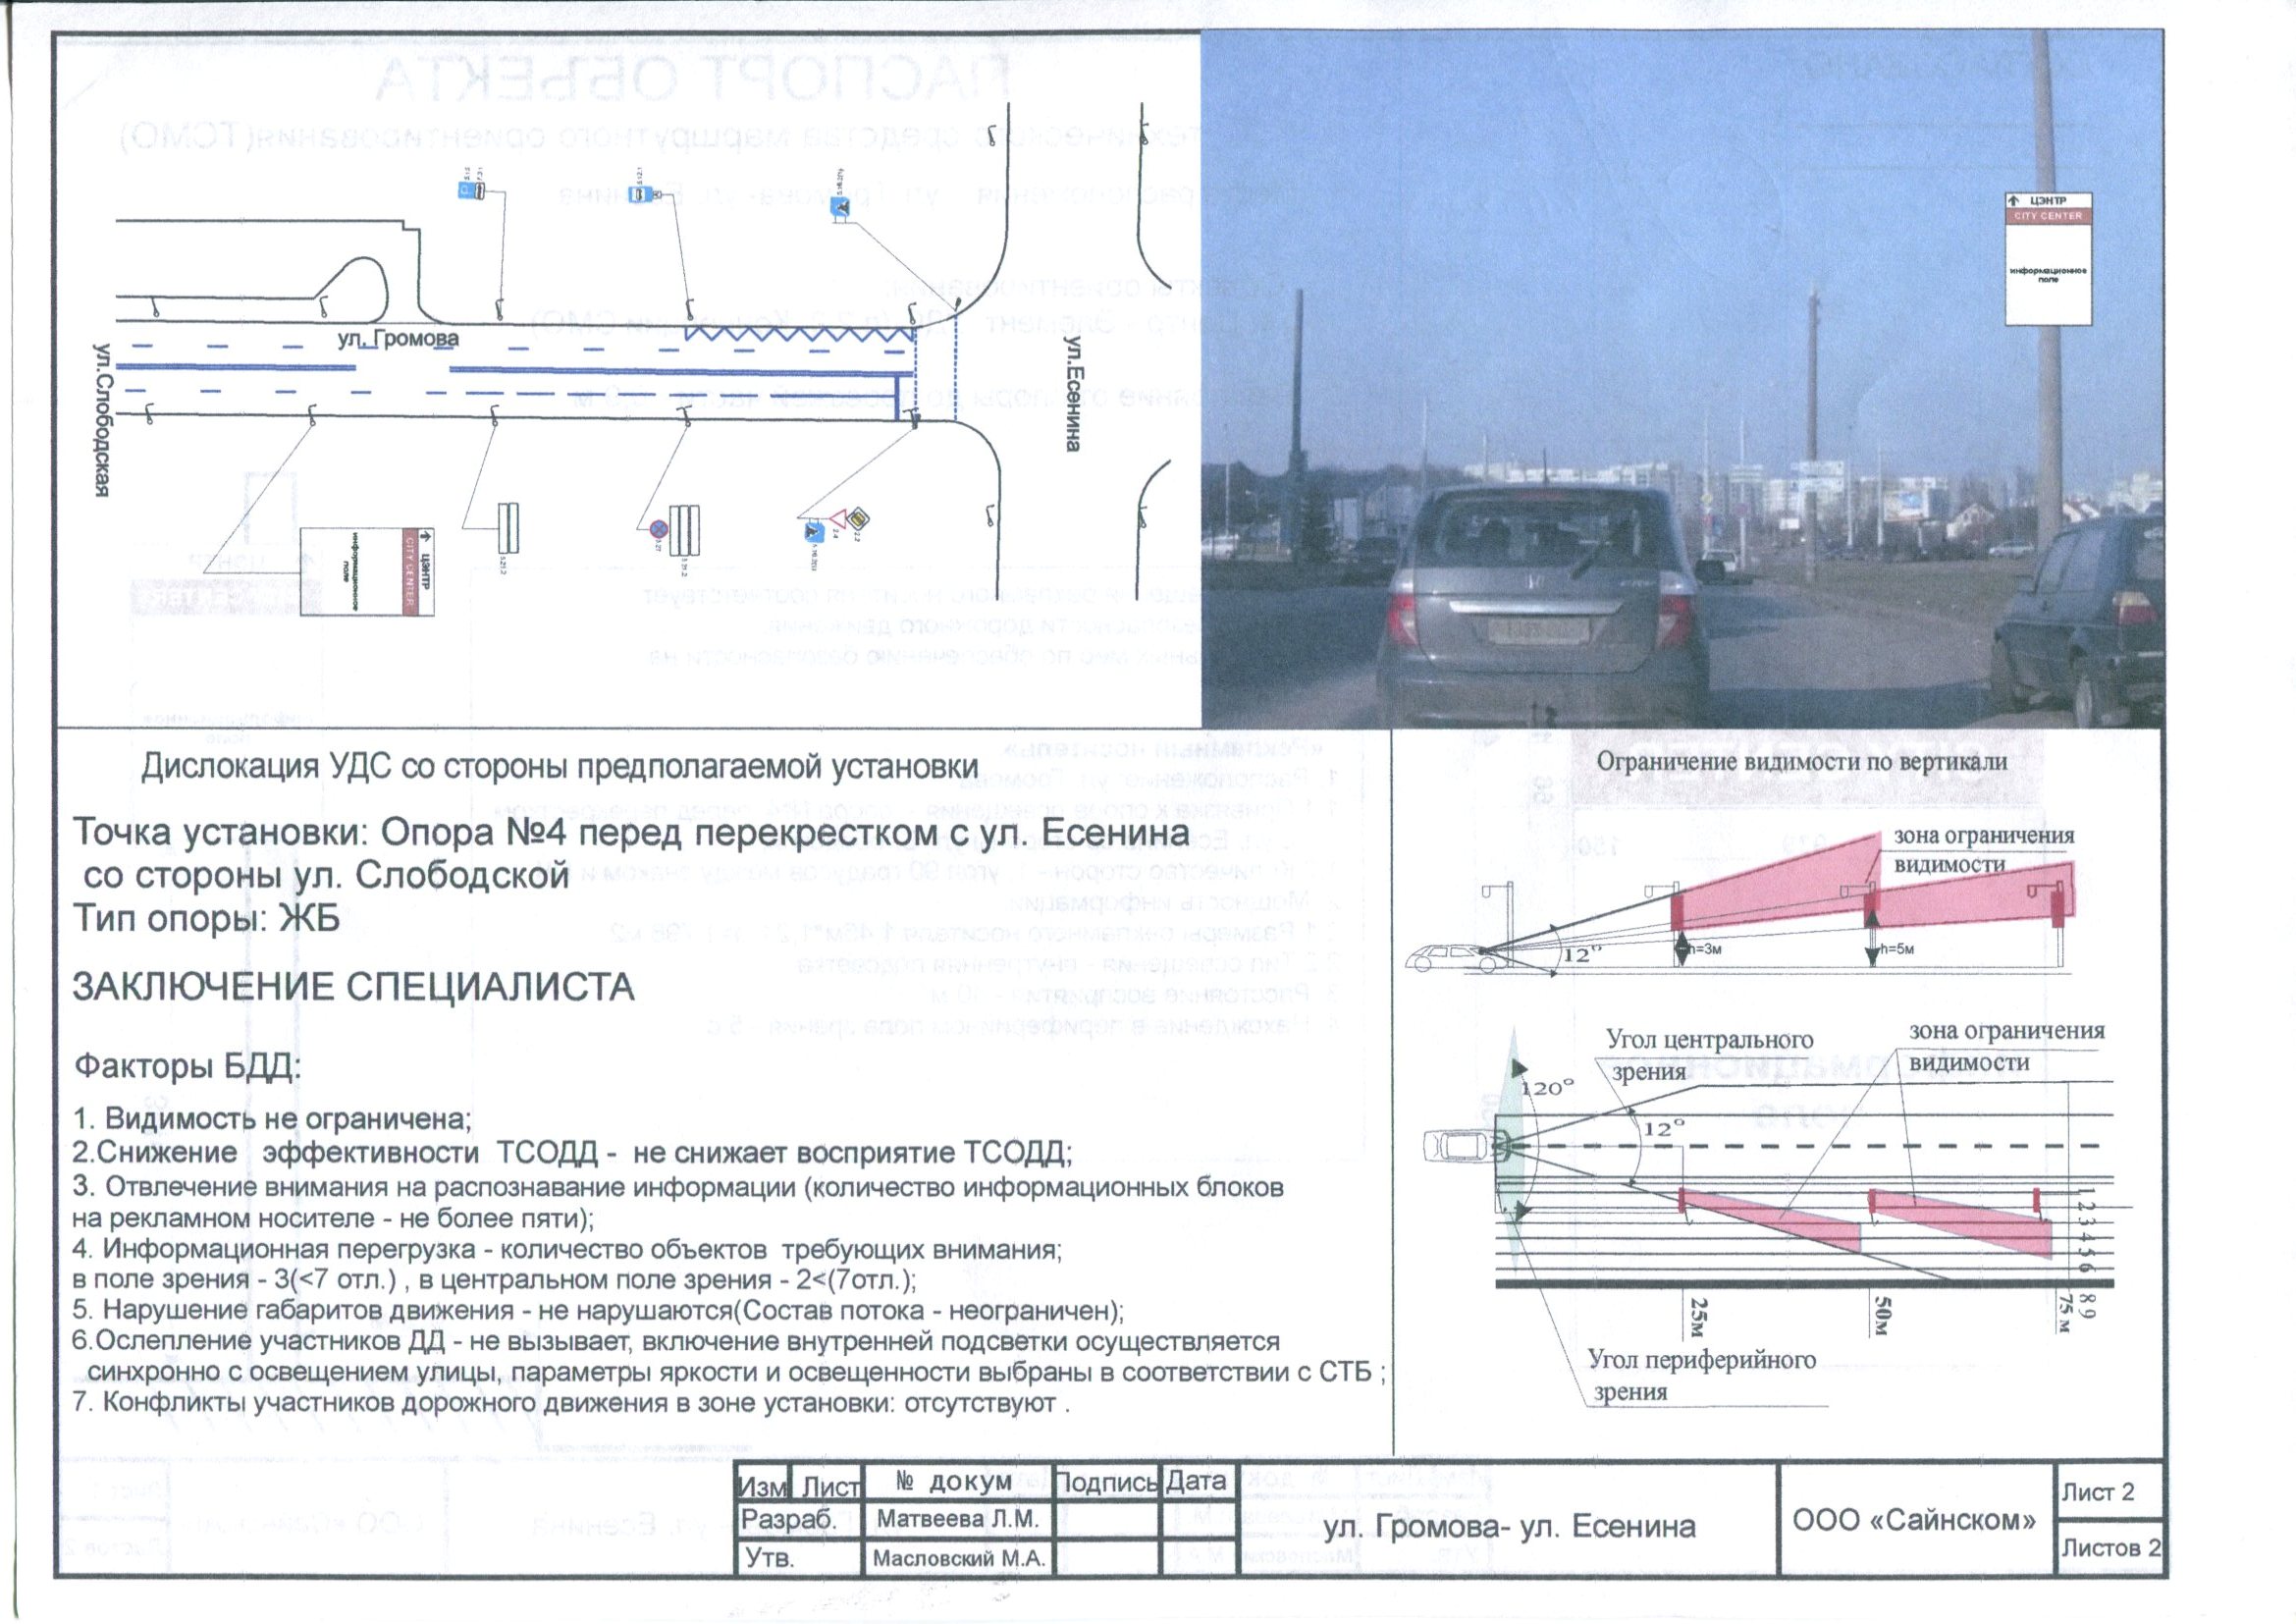 ул. Громова
ул.Слободская
ул.Есенина
ЦЭНТР
CITY CENTER
информационное
поле
ЦЭНТР
CITY CENTER
информационное
поле
Дислокация УДС со стороны предполагаемой установки
Точка установки: Опора №4 перед перекрестком с ул. Есенина
со стороны ул. Слободской
Тип опоры: ЖБ
ЗАКЛЮЧЕНИЕ СПЕЦИАЛИСТА
Факторы БДД:
1. Видимость не ограничена;
2.Снижение эффективности ТСОДД - не снижает восприятие ТСОДД;
3. Отвлечение внимания на распознавание информации (количество информационных блоков
на рекламном носителе - не более пяти);
4. Информационная перегрузка - количество объектов требующих внимания;
в поле зрения - 3(<7 отл.) , в центральном поле зрения - 2<(7отл.);
5. Нарушение габаритов движения - не нарушаются(Состав потока - неограничен);
6.Ослепление участников ДД - не вызывает, включение внутренней подсветки осуществляется
синхронно с освещением улицы, параметры яркости и освещенности выбраны в соответствии с СТБ ;
7. Конфликты участников дорожного движения в зоне установки: отсутствуют .
Ограничение видимости по вертикали
зона ограничения
видимости
12°
h=3м
h=5м
Угол центрального
зрения
зона ограничения
видимости
120°
12°
1 2 3 4 5 6 8 9
25м
50м
75 м
Угол периферийного
зрения
Изм Лист № докум Подпись Дата
Разраб. Матвеева Л.М.
Утв. Масловский М.А.
ул. Громова- ул. Есенина
ООО «Сайнском»
Лист 2
Листов 2